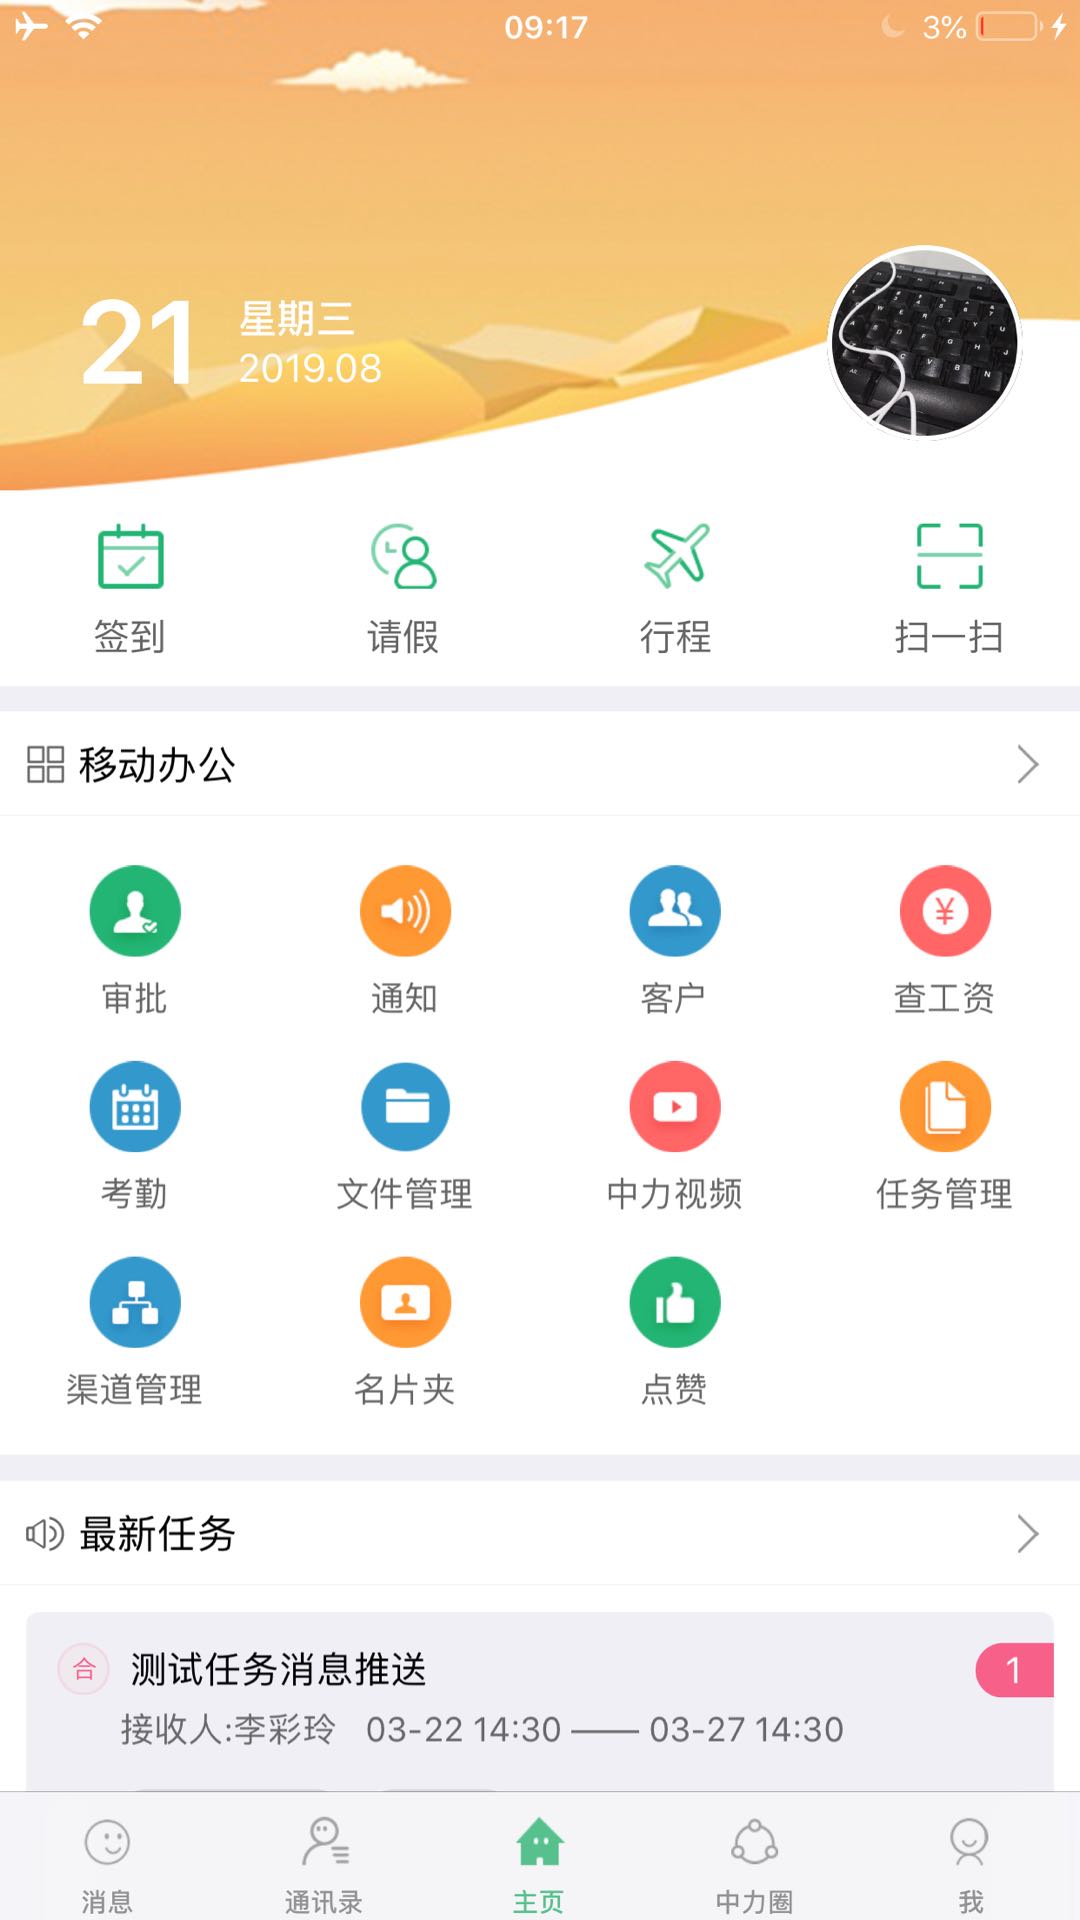 09:17
3%
21
星期三
2019.08
签到
请假
行程
扫一扫
移动办公
审批
通知
客户
查工资
考勤
文件管理
中力视频
任务管理
渠道管理
名片夹
点赞
最新任务
合
测试任务消息推送
1
接收人:李彩玲 03-22 14:30 —— 03-27 14:30
消息
通讯录
主页
中力圈
我